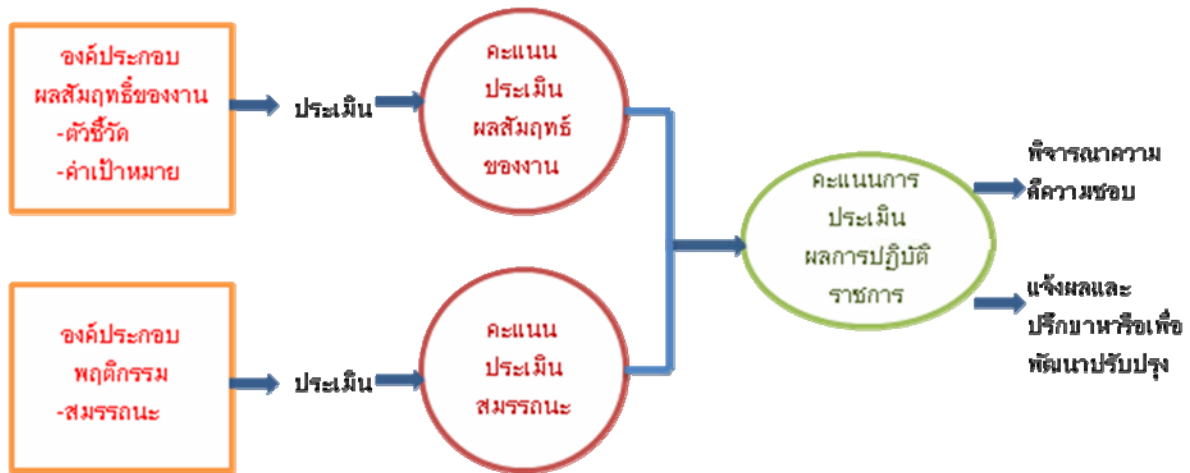 องค์ประกอบ
ผลสัมฤทธิ์ของงาน
-ตัวชี้วัด
-ค่าเป้าหมาย
ประเมิน
คะแนน
ประเมิน
ผลสัมฤทธ์
ของงาน
องค์ประกอบ
พฤติกรรม
-สมรรถนะ
ประเมิน
คะแนน
ประเมิน
สมรรถนะ
คะแนนการ
ประเมิน
ผลการปฏิบัติ
ราชการ
พิจารณาความ
ดีความชอบ
แจ้งผลและ
ปรึกษาหารือเพื่อ
พัฒนาปรับปรุง